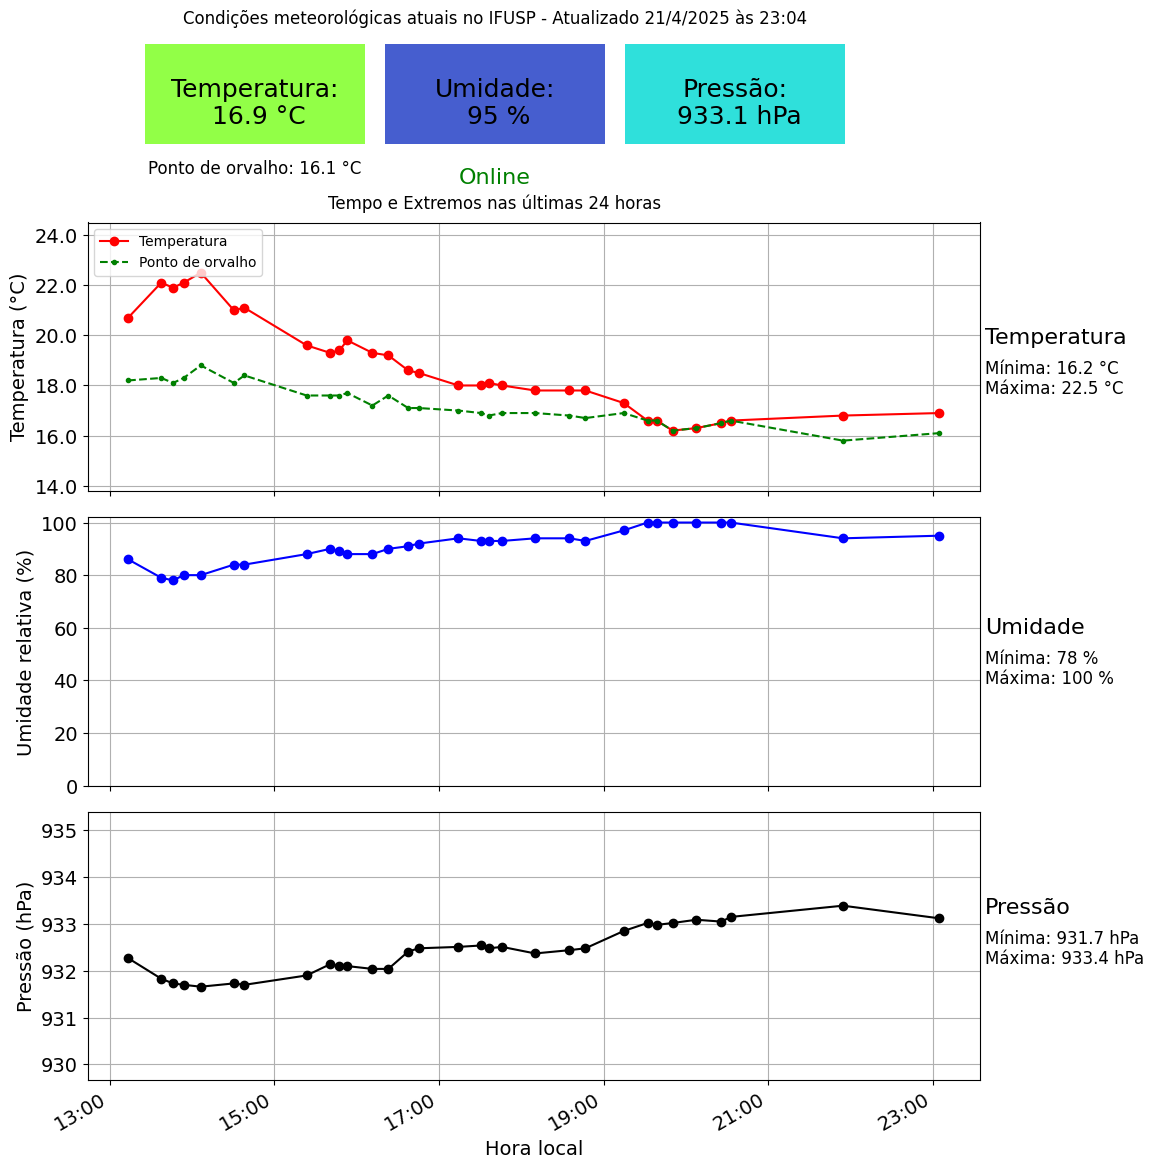 Condições meteorológicas atuais no IFUSP - Atualizado 21/4/2025 às 23:04
Temperatura:
16.9 °C
Umidade:
95 %
Pressão:
933.1 hPa
Ponto de orvalho: 16.1 °C
Online
Tempo e Extremos nas últimas 24 horas
Temperatura (°C)
24.0
22.0
20.0
18.0
16.0
14.0
Temperatura
Ponto de orvalho
Temperatura
Mínima: 16.2 °C
Máxima: 22.5 °C
Umidade relativa (%)
100
80
60
40
20
0
Umidade
Mínima: 78 %
Máxima: 100 %
Pressão (hPa)
935
934
933
932
931
930
Pressão
Mínima: 931.7 hPa
Máxima: 933.4 hPa
13:00
15:00
17:00
19:00
21:00
23:00
Hora local